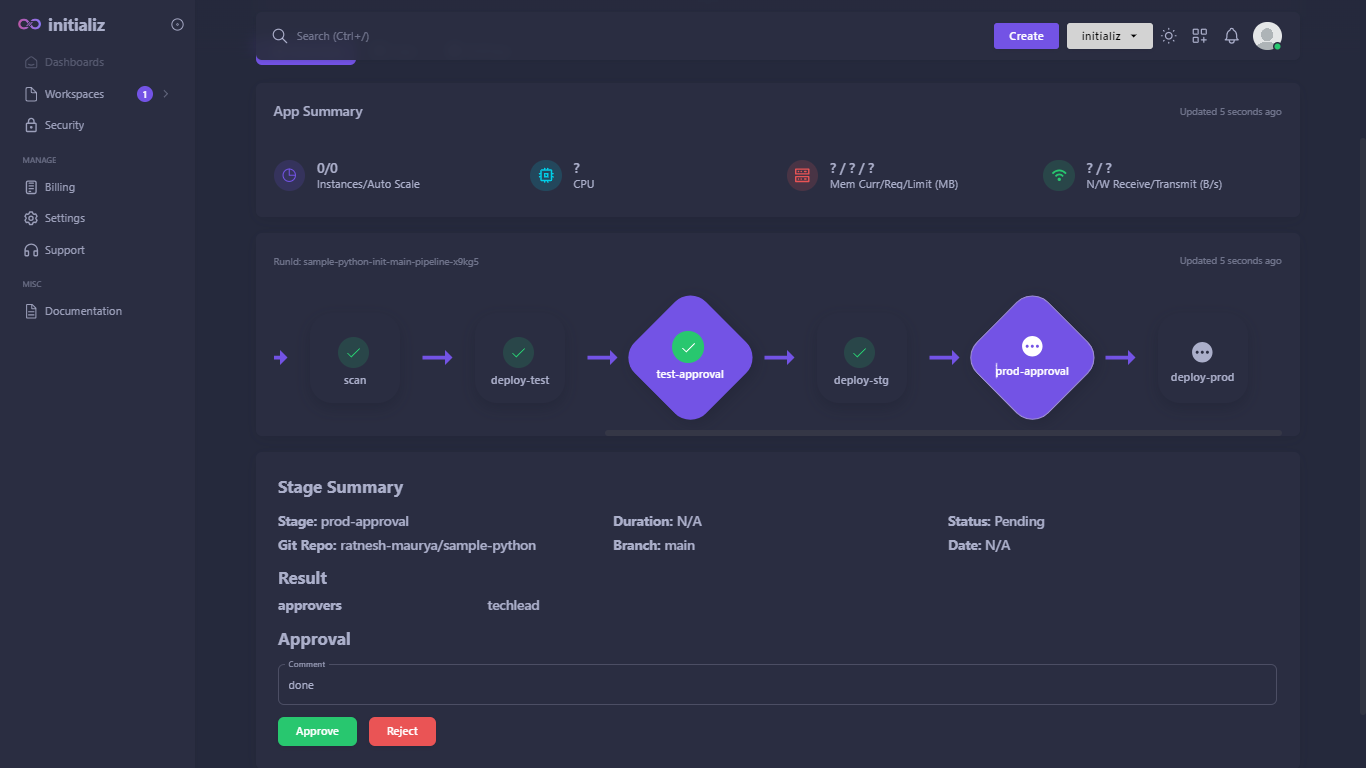 initializ
Search (Ctrl+/)
Create
initializ
Dashboards
Workspaces 1
Security
MANAGE
Billing
Settings
Support
MISC
Documentation
App Summary
Updated 5 seconds ago
0/0
Instances/Auto Scale
?
CPU
? / ? / ?
Mem Curr/Req/Limit (MB)
? / ?
N/W Receive/Transmit (B/s)
RunId: sample-python-init-main-pipeline-x9kg5
Updated 5 seconds ago
scan
deploy-test
test-approval
deploy-stg
prod-approval
deploy-prod
Stage Summary
Stage: prod-approval
Duration: N/A
Status: Pending
Git Repo: ratnesh-maurya/sample-python
Branch: main
Date: N/A
Result
approvers techlead
Approval
Comment
done
Approve
Reject